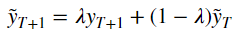 ỹ_{T+1} = λy_{T+1} + (1 − λ)ỹ_T